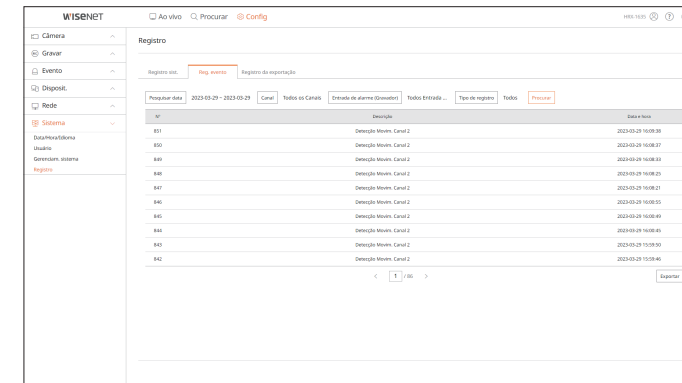 WISENET
Ao vivo Procurar Config HRX-1635
Câmera
Gravar
Evento
Disposit.
Rede
Sistema
Data/Hora/Idioma
Usuário
Gerenciam. sistema
Registro
Registro
Registro sist. Reg. evento Registro da exportação
Pesquisar data 2023-03-29 ~ 2023-03-29 Canal Todos os Canais Entrada de alarme (Gravador) Todos Entrada ... Tipo de registro Todos Procurar
Nº Descrição Data e hora
851 Detecção Movim. Canal 2 2023-03-29 16:09:38
850 Detecção Movim. Canal 2 2023-03-29 16:08:37
849 Detecção Movim. Canal 2 2023-03-29 16:08:33
848 Detecção Movim. Canal 2 2023-03-29 16:08:25
847 Detecção Movim. Canal 2 2023-03-29 16:08:21
846 Detecção Movim. Canal 2 2023-03-29 16:00:55
845 Detecção Movim. Canal 2 2023-03-29 16:00:49
844 Detecção Movim. Canal 2 2023-03-29 16:00:45
843 Detecção Movim. Canal 2 2023-03-29 15:59:50
842 Detecção Movim. Canal 2 2023-03-29 15:59:46
< 1 / 86 >
Exportar